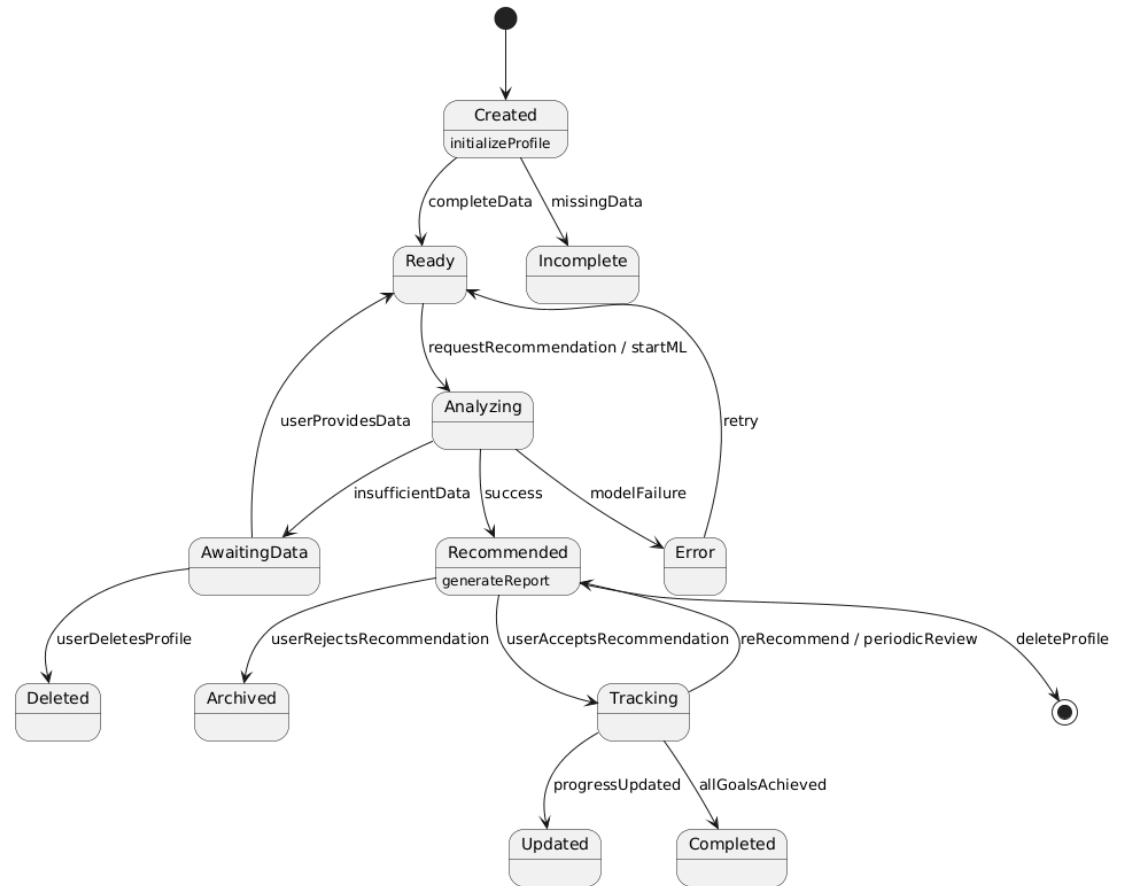 Created
initializeProfile
completeData
missingData
Ready
Incomplete
requestRecommendation / startML
Analyzing
userProvidesData
retry
insufficientData
success
modelFailure
AwaitingData
Recommended
generateReport
Error
userDeletesProfile
userRejectsRecommendation
userAcceptsRecommendation
reRecommend / periodicReview
deleteProfile
Deleted
Archived
Tracking
progressUpdated
allGoalsAchieved
Updated
Completed